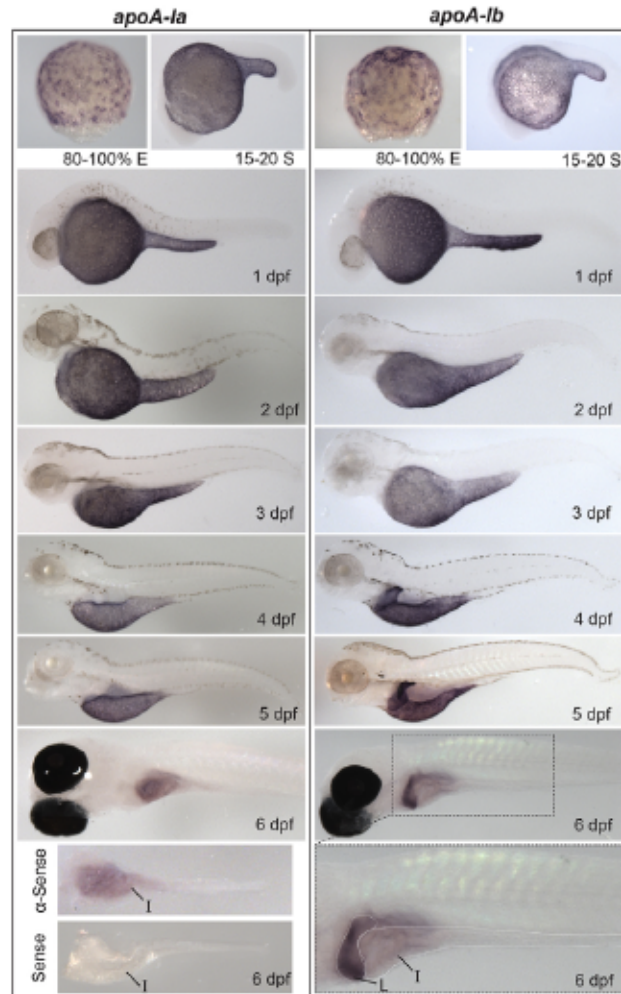 apoA-Ia
80-100% E 15-20 S
1 dpf
2 dpf
3 dpf
4 dpf
5 dpf
6 dpf
α-Sense
I
Sense
I
6 dpf
apoA-Ib
80-100% E 15-20 S
1 dpf
2 dpf
3 dpf
4 dpf
5 dpf
6 dpf
I
L
6 dpf